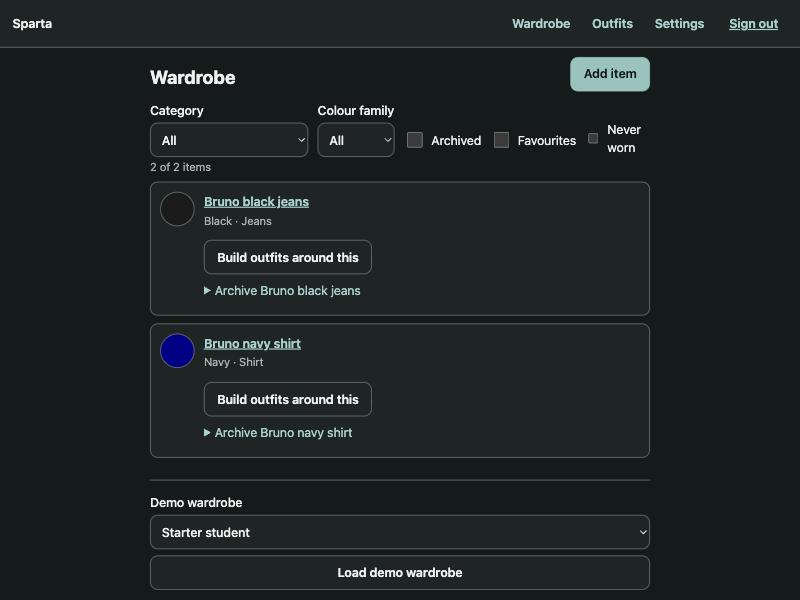 Sparta
Wardrobe
Outfits
Settings
Sign out
Wardrobe
Add item
Category
Colour family
All
All
Archived
Favourites
Never
worn
2 of 2 items
Bruno black jeans
Black · Jeans
Build outfits around this
Archive Bruno black jeans
Bruno navy shirt
Navy · Shirt
Build outfits around this
Archive Bruno navy shirt
Demo wardrobe
Starter student
Load demo wardrobe